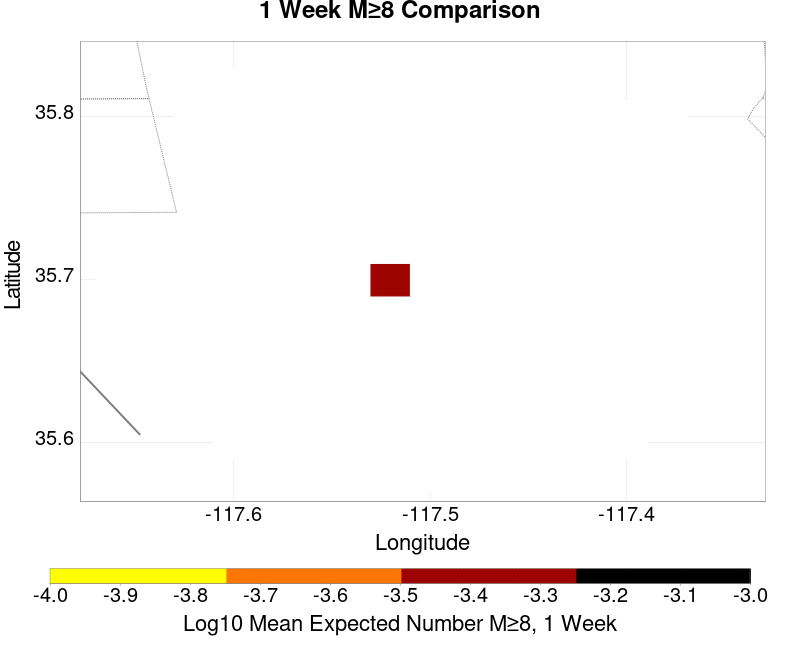 1 Week M≥8 Comparison
Latitude
35.8
35.7
35.6
-117.6 -117.5 -117.4
Longitude
-4.0 -3.9 -3.8 -3.7 -3.6 -3.5 -3.4 -3.3 -3.2 -3.1 -3.0
Log10 Mean Expected Number M≥8, 1 Week